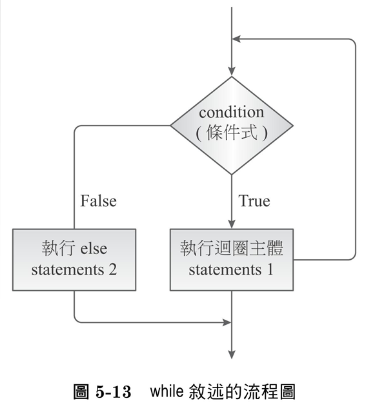 condition
(條件式)
False
True
執行 else
statements 2
執行迴圈主體
statements 1
圖 5-13 while 敘述的流程圖